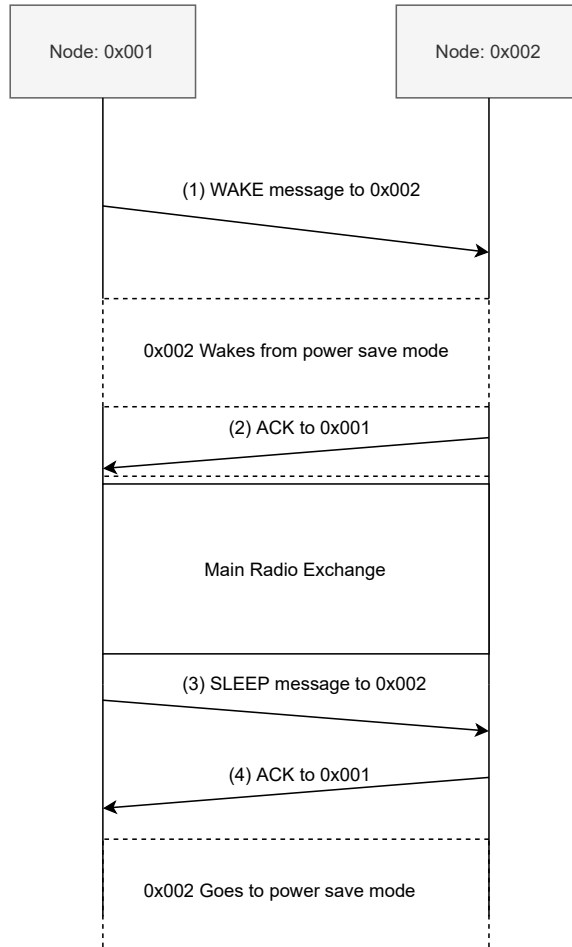 Node: 0x001
Node: 0x002
(1) WAKE message to 0x002
0x002 Wakes from power save mode
(2) ACK to 0x001
Main Radio Exchange
(3) SLEEP message to 0x002
(4) ACK to 0x001
0x002 Goes to power save mode